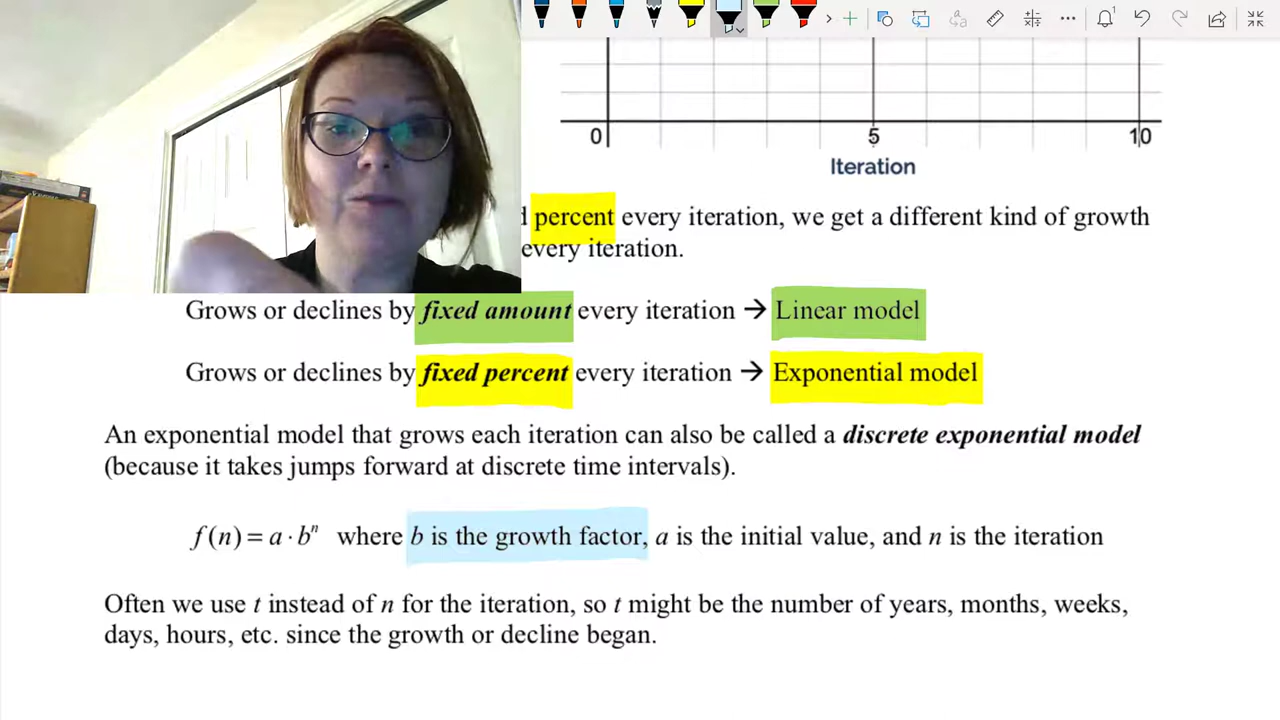 0 5 10
Iteration
percent every iteration, we get a different kind of growth
every iteration.
Grows or declines by fixed amount every iteration → Linear model
Grows or declines by fixed percent every iteration → Exponential model
An exponential model that grows each iteration can also be called a discrete exponential model
(because it takes jumps forward at discrete time intervals).
f(n) = a · bⁿ where b is the growth factor, a is the initial value, and n is the iteration
Often we use t instead of n for the iteration, so t might be the number of years, months, weeks,
days, hours, etc. since the growth or decline began.